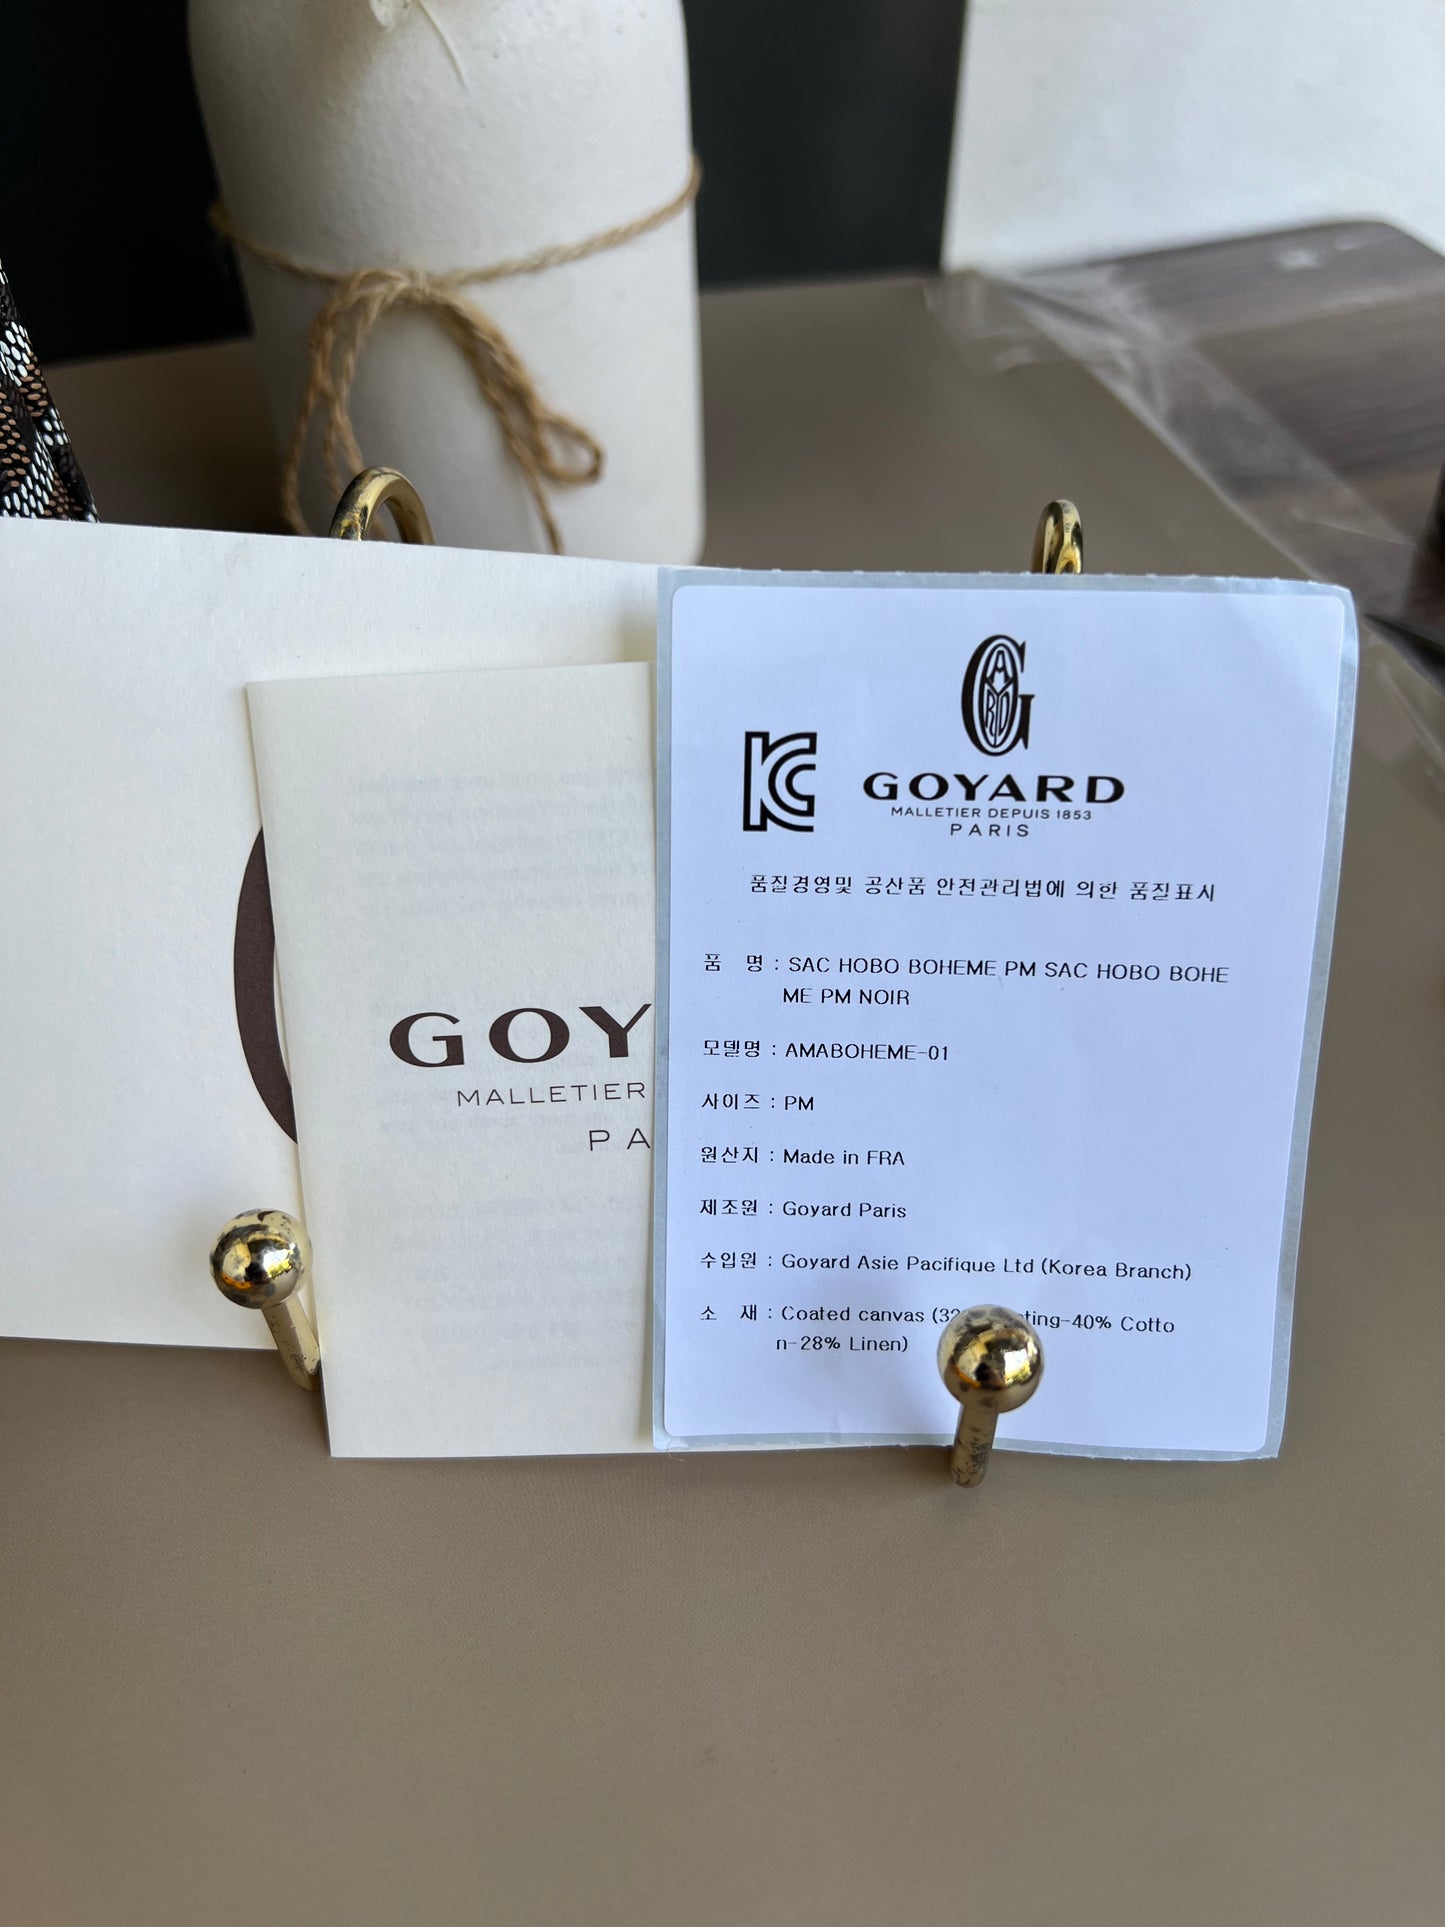 GOY
MALLETIER
PA
GOYARD
MALLETIER DEPUIS 1853
PARIS
품질경영및 공산품 안전관리법에 의한 품질표시
품 명 : SAC HOBO BOHEME PM SAC HOBO BOHE
ME PM NOIR
모델명 : AMABOHEME-01
사이즈 : PM
원산지 : Made in FRA
제조원 : Goyard Paris
수입원 : Goyard Asie Pacifique Ltd (Korea Branch)
소 재 : Coated canvas (32 ting-40% Cotto
n-28% Linen)